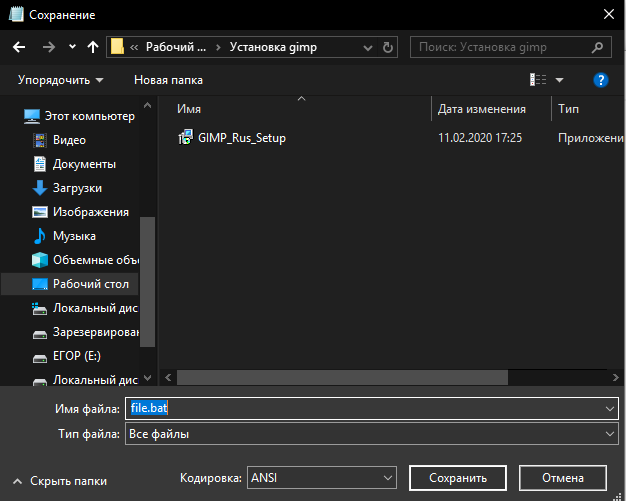 Сохранение
« Рабочий ... › Установка gimp
Поиск: Установка gimp
Упорядочить
Новая папка
?
Имя
Дата изменения
Тип
Этот компьютер
Видео
Документы
Загрузки
Изображения
Музыка
Объемные объ
Рабочий стол
Локальный дис
Зарезервирован
ЕГОР (E:)
Локальный дис
GIMP_Rus_Setup
11.02.2020 17:25
Приложени
Имя файла: file.bat
Тип файла: Все файлы
Скрыть папки
Кодировка: ANSI
Сохранить
Отмена